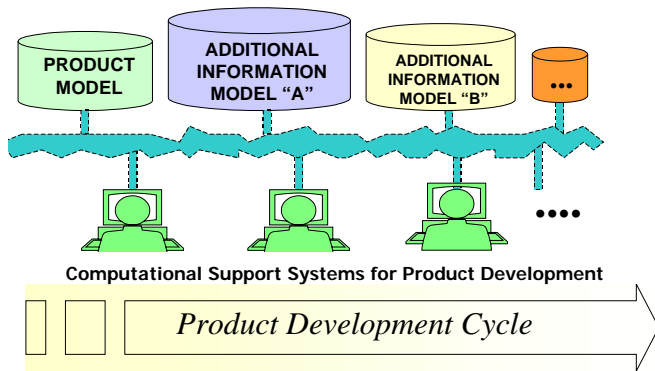 PRODUCT
MODEL
ADDITIONAL
INFORMATION
MODEL “A”
ADDITIONAL
INFORMATION
MODEL “B”
...
....
Computational Support Systems for Product Development
Product Development Cycle